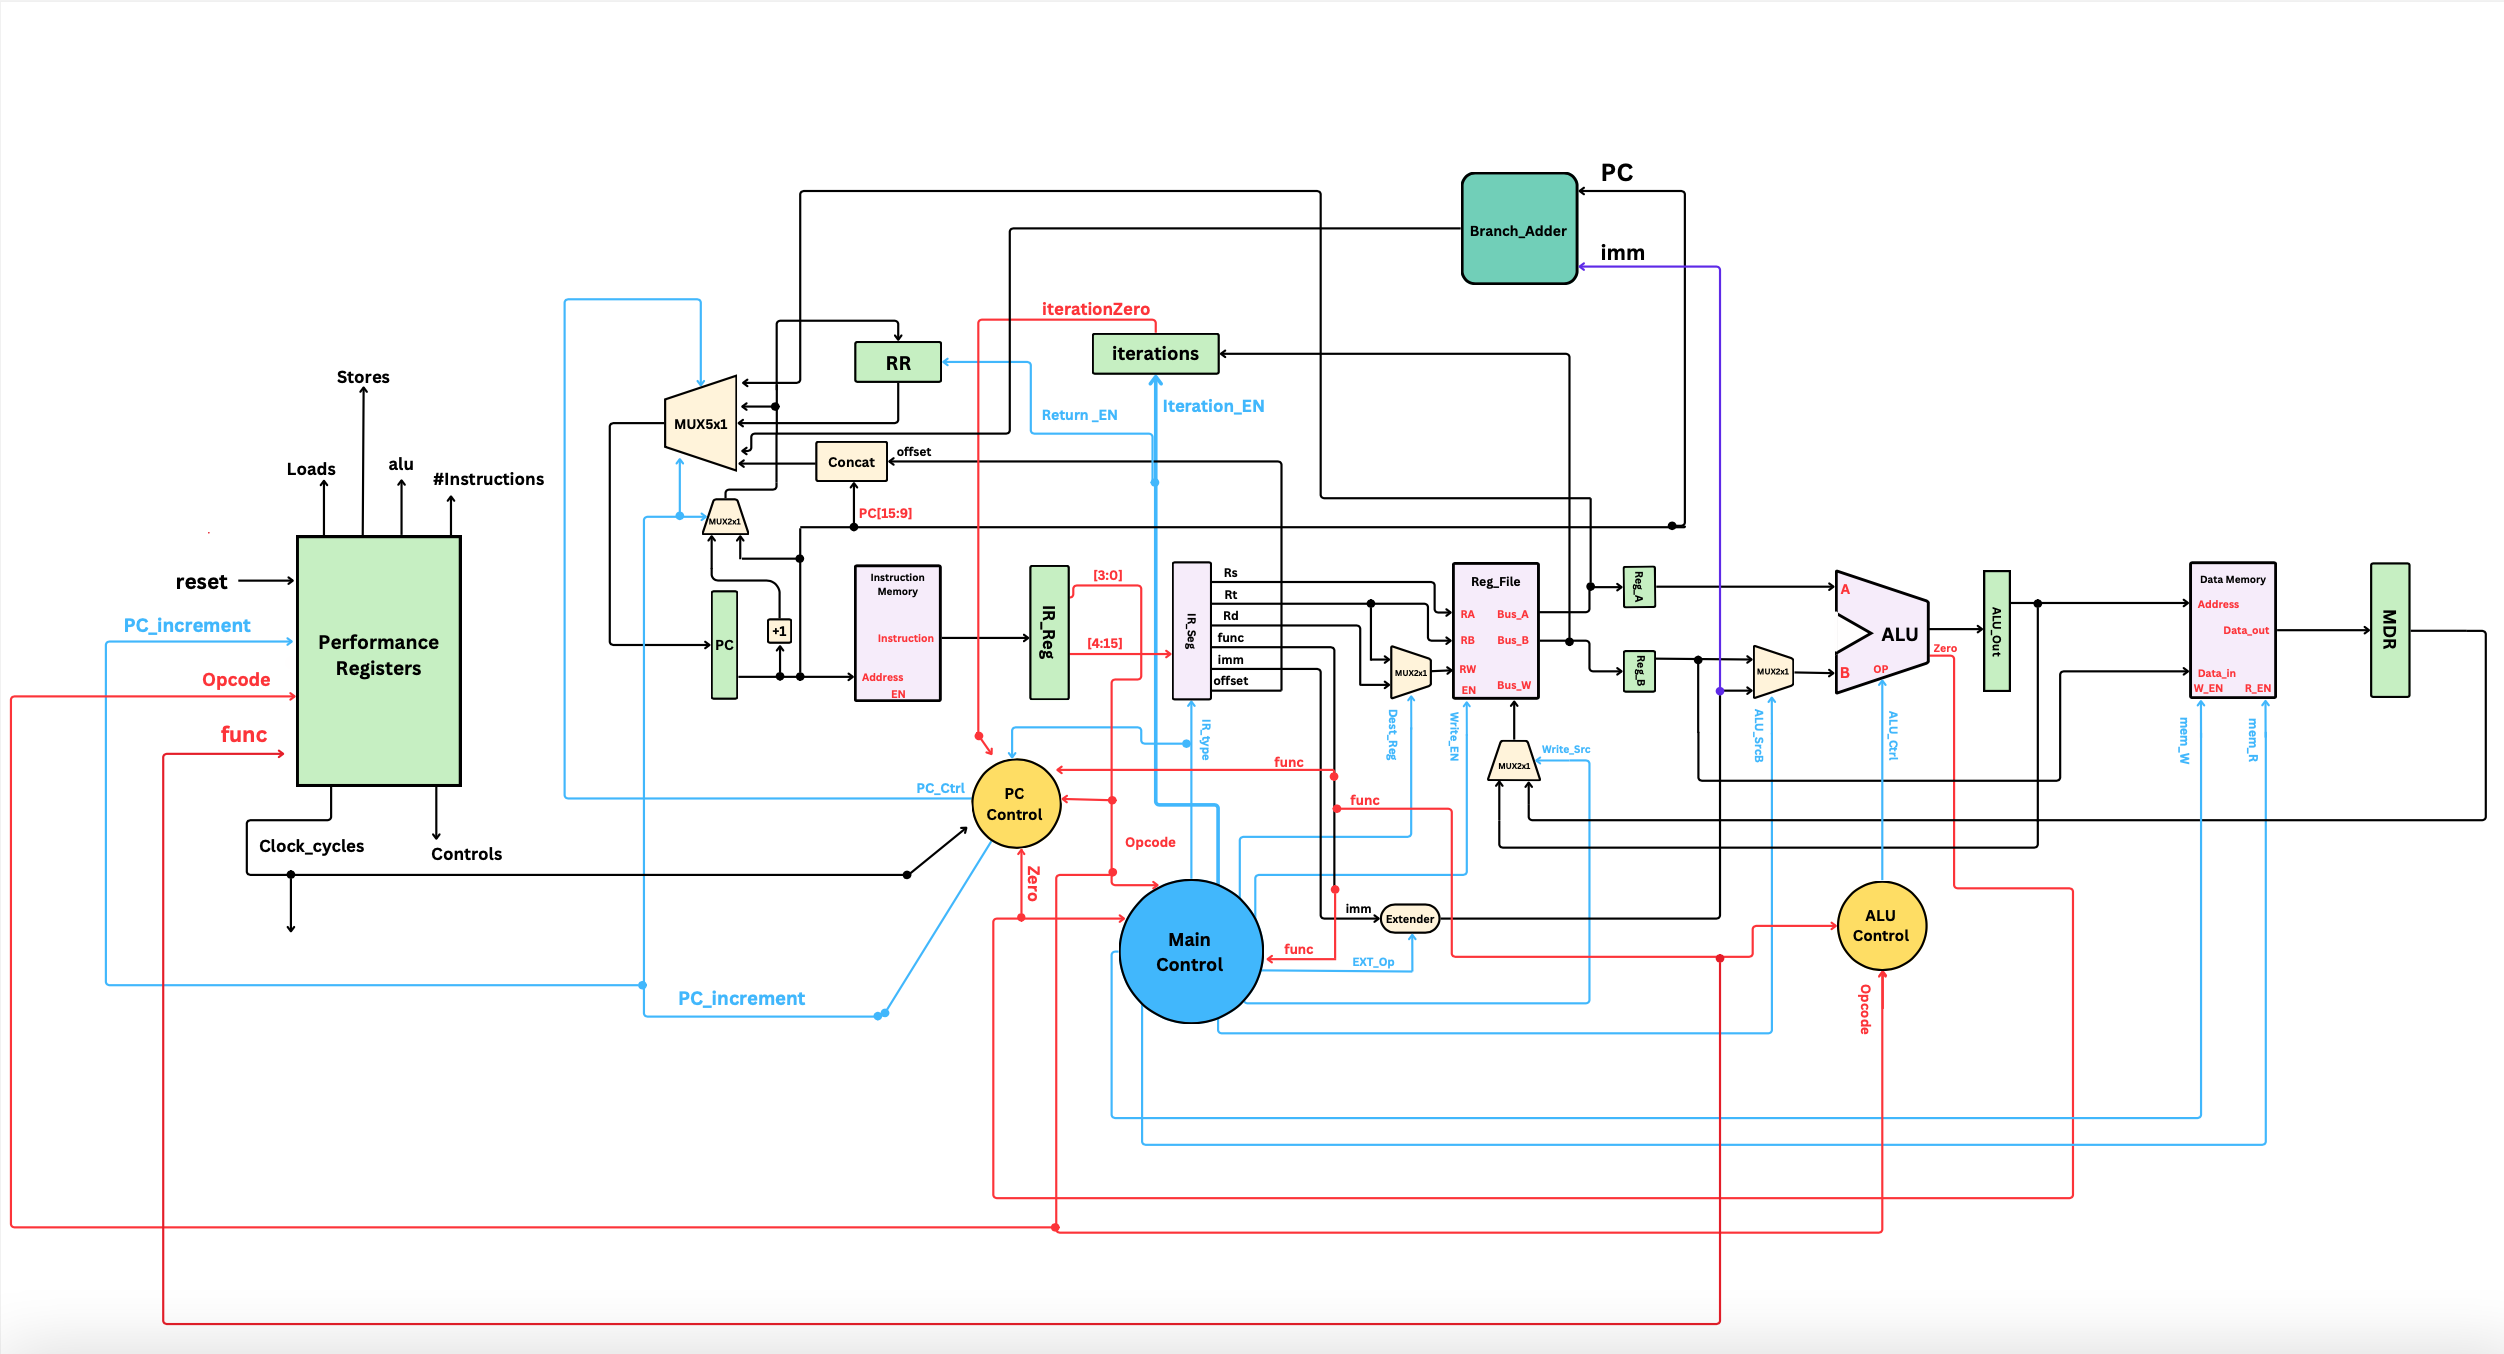 PC
Branch_Adder
imm
iterationZero
iterations
RR
Stores
Iteration_EN
Return _EN
MUX5x1
offset
Concat
Loads
alu
#Instructions
PC[15:9]
MUX2x1
reset
Performance
Registers
PC_increment
Opcode
func
Clock_cycles
Controls
PC
+1
Instruction
Memory
Instruction
Address
EN
IR_Reg
[3:0]
[4:15]
IR_Seg
Rs
Rt
Rd
func
imm
offset
MUX2x1
Reg_File
RA
Bus_A
RB
Bus_B
RW
EN
Bus_W
Reg_A
Reg_B
MUX2x1
A
ALU
B
OP
Zero
ALU_Out
Data Memory
Address
Data_out
Data_in
W_EN
R_EN
MDR
IR_type
Dest_Reg
Write_EN
Write_Src
MUX2x1
ALU_SrcB
ALU_Ctrl
mem_W
mem_R
func
PC_Ctrl
PC
Control
func
Opcode
Zero
imm
Extender
Main
Control
func
EXT_Op
ALU
Control
Opcode
PC_increment